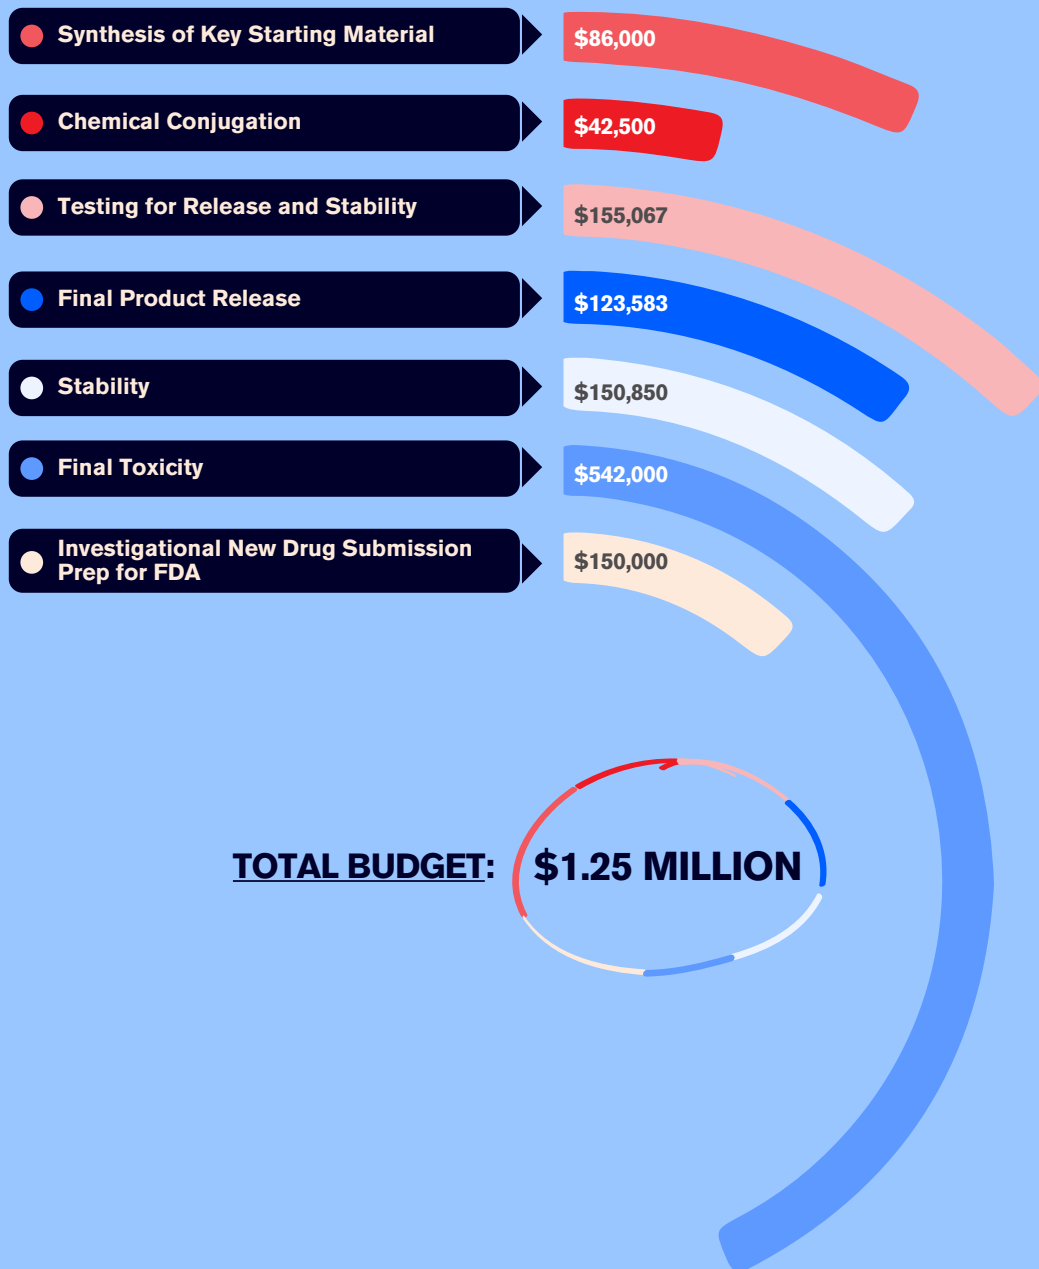 Synthesis of Key Starting Material
$86,000
Chemical Conjugation
$42,500
Testing for Release and Stability
$155,067
Final Product Release
$123,583
Stability
$150,850
Final Toxicity
$542,000
Investigational New Drug Submission
Prep for FDA
$150,000
TOTAL BUDGET: $1.25 MILLION